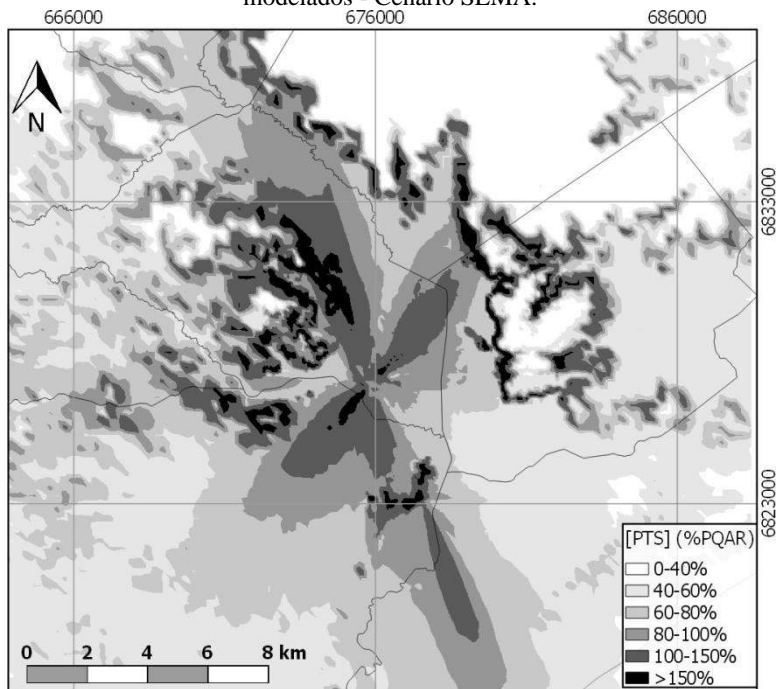 modelados - Cenário SEMA.
666000 676000 686000
N
6833000
6823000
[PTS] (%PQAR)
0-40%
40-60%
60-80%
80-100%
100-150%
>150%
0 2 4 6 8 km